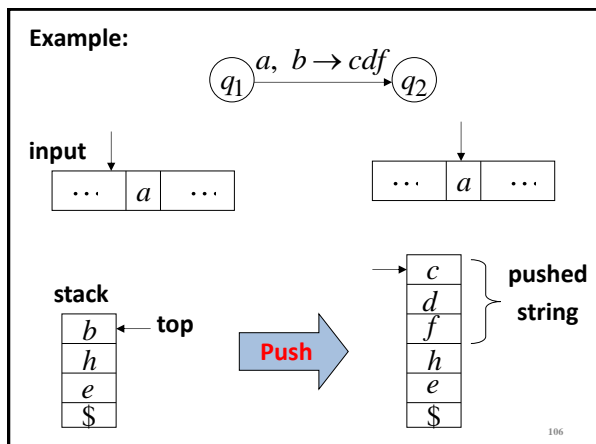 Example:
a, b → cdf
q₁ q₂
input
⋯ a ⋯ ⋯ a ⋯
stack
b
h
e
$
top
Push
c
d
f
h
e
$
pushed
string
106